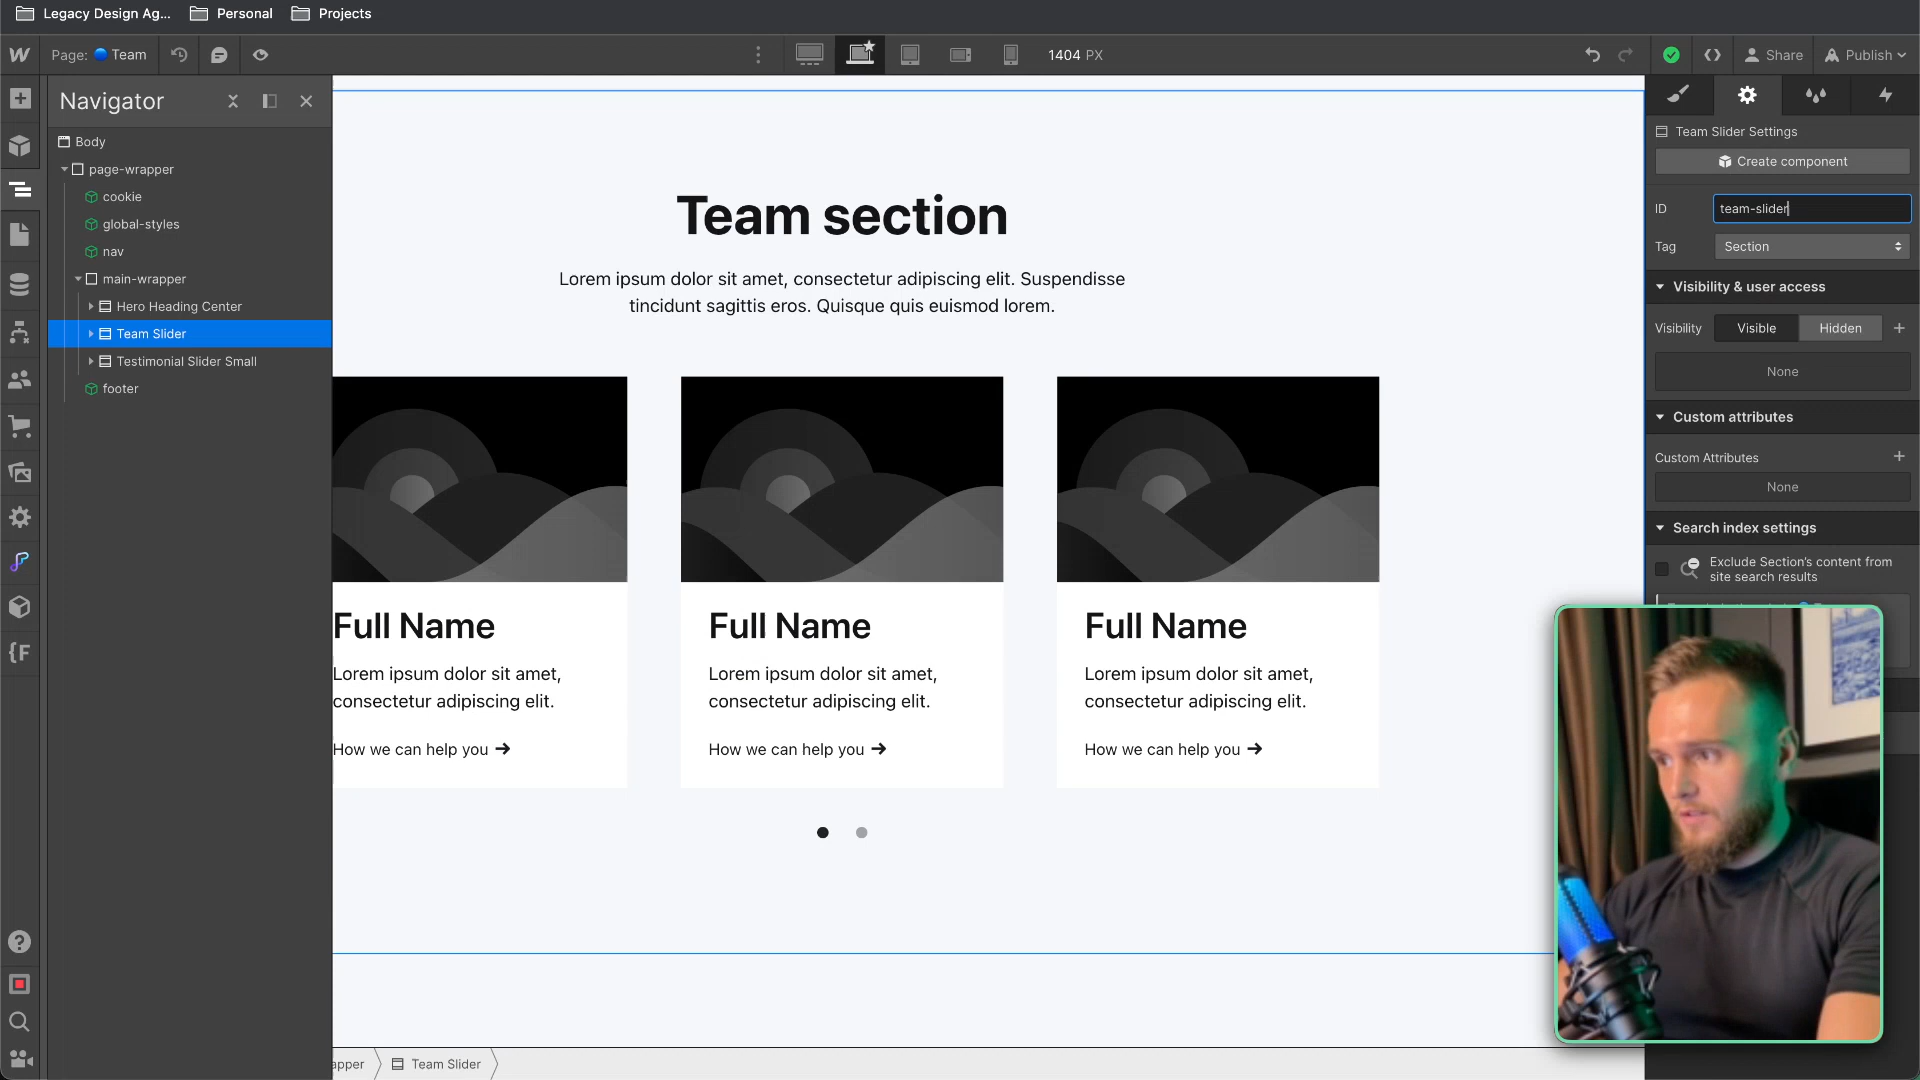 Legacy Design Ag...
Personal
Projects
Page: Team
1404 PX
Share
Publish
Navigator
Body
page-wrapper
cookie
global-styles
nav
main-wrapper
Hero Heading Center
Team Slider
Testimonial Slider Small
footer
Team section
Lorem ipsum dolor sit amet, consectetur adipiscing elit. Suspendisse
tincidunt sagittis eros. Quisque quis euismod lorem.
Full Name
Lorem ipsum dolor sit amet,
consectetur adipiscing elit.
How we can help you →
Full Name
Lorem ipsum dolor sit amet,
consectetur adipiscing elit.
How we can help you →
Full Name
Lorem ipsum dolor sit amet,
consectetur adipiscing elit.
How we can help you →
apper
Team Slider
Team Slider Settings
Create component
ID
team-slider
Tag
Section
Visibility & user access
Visibility
Visible
Hidden
None
Custom attributes
Custom Attributes
None
Search index settings
Exclude Section's content from
site search results